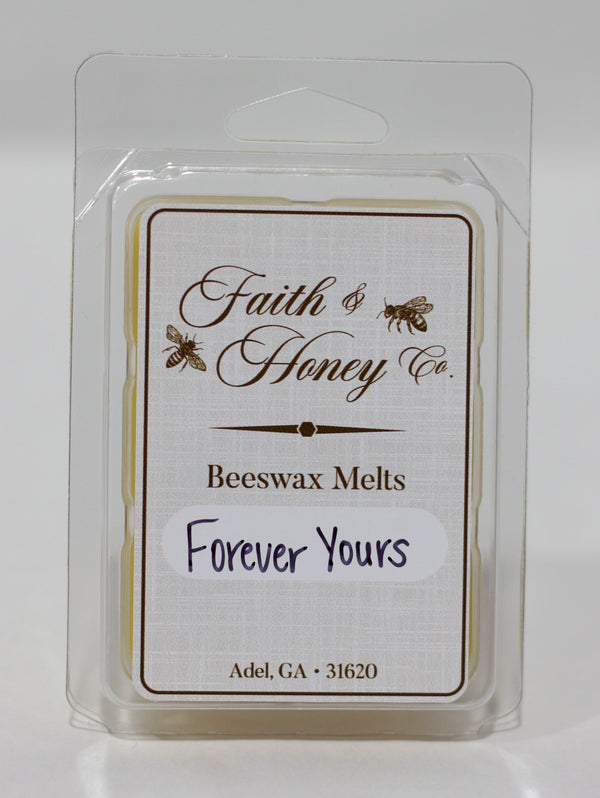 Faith &
Honey Co.
Beeswax Melts
Forever Yours
Adel, GA • 31620